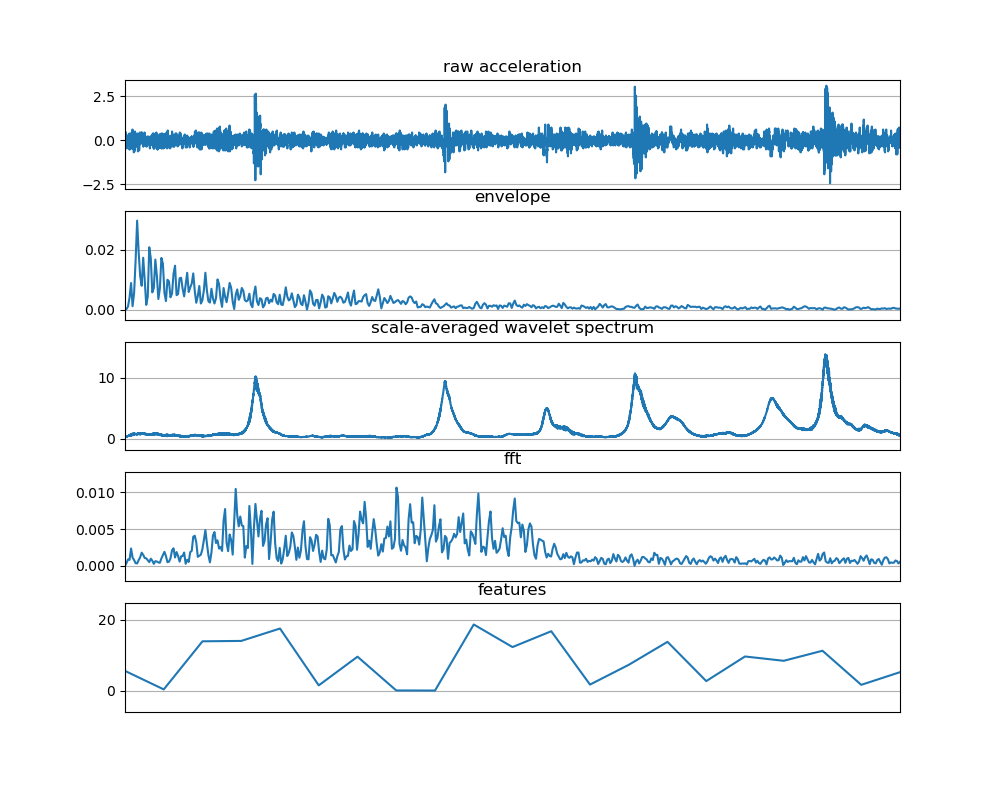 raw acceleration
2.5
0.0
−2.5
envelope
0.02
0.00
scale-averaged wavelet spectrum
10
0
fft
0.010
0.005
0.000
features
20
0